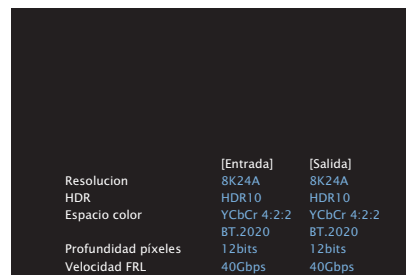 [Entrada] [Salida]
Resolucion 8K24A 8K24A
HDR HDR10 HDR10
Espacio color YCbCr 4:2:2 YCbCr 4:2:2
BT.2020 BT.2020
Profundidad píxeles 12bits 12bits
Velocidad FRL 40Gbps 40Gbps